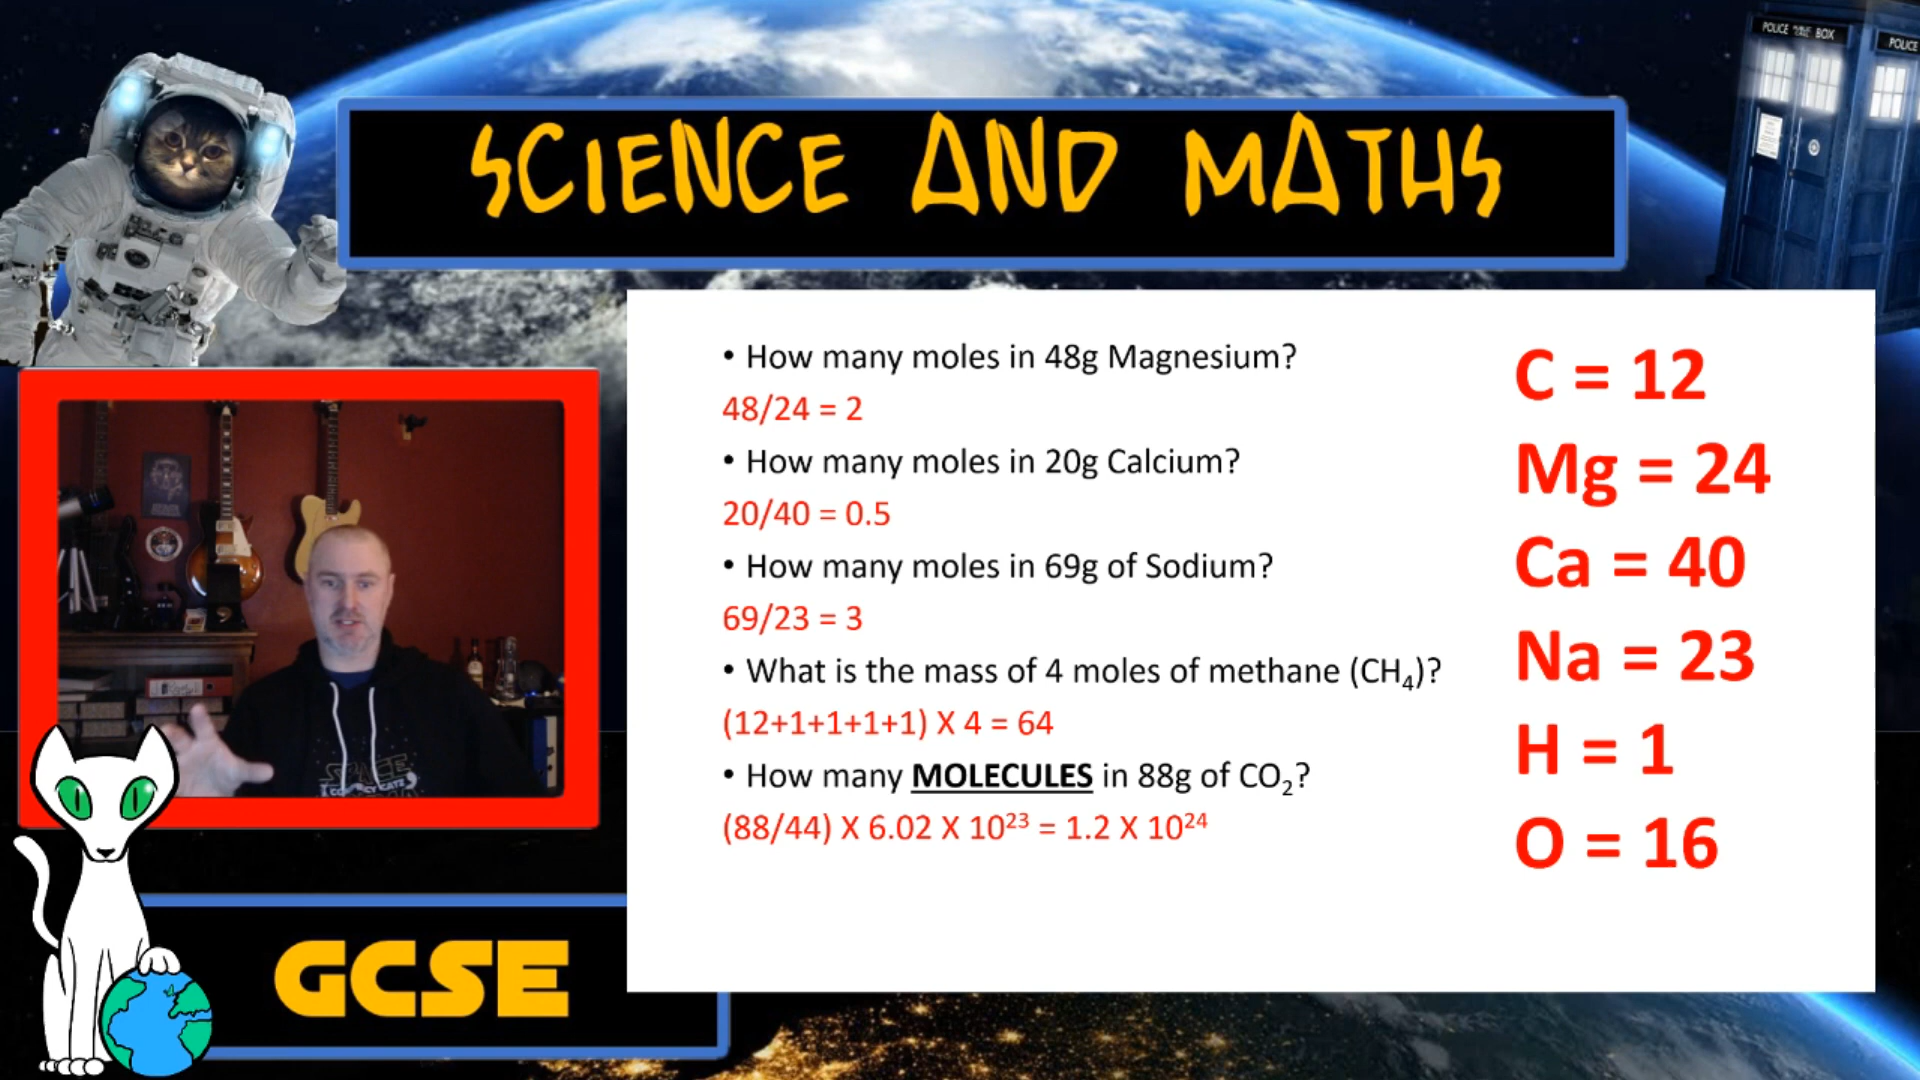 POLICE BOX
POLICE
SCIENCE AND MATHS
• How many moles in 48g Magnesium?
48/24 = 2
• How many moles in 20g Calcium?
20/40 = 0.5
• How many moles in 69g of Sodium?
69/23 = 3
• What is the mass of 4 moles of methane (CH₄)?
(12+1+1+1+1) X 4 = 64
• How many MOLECULES in 88g of CO₂?
(88/44) X 6.02 X 10²³ = 1.2 X 10²⁴
C = 12
Mg = 24
Ca = 40
Na = 23
H = 1
O = 16
SPACE
GCSE